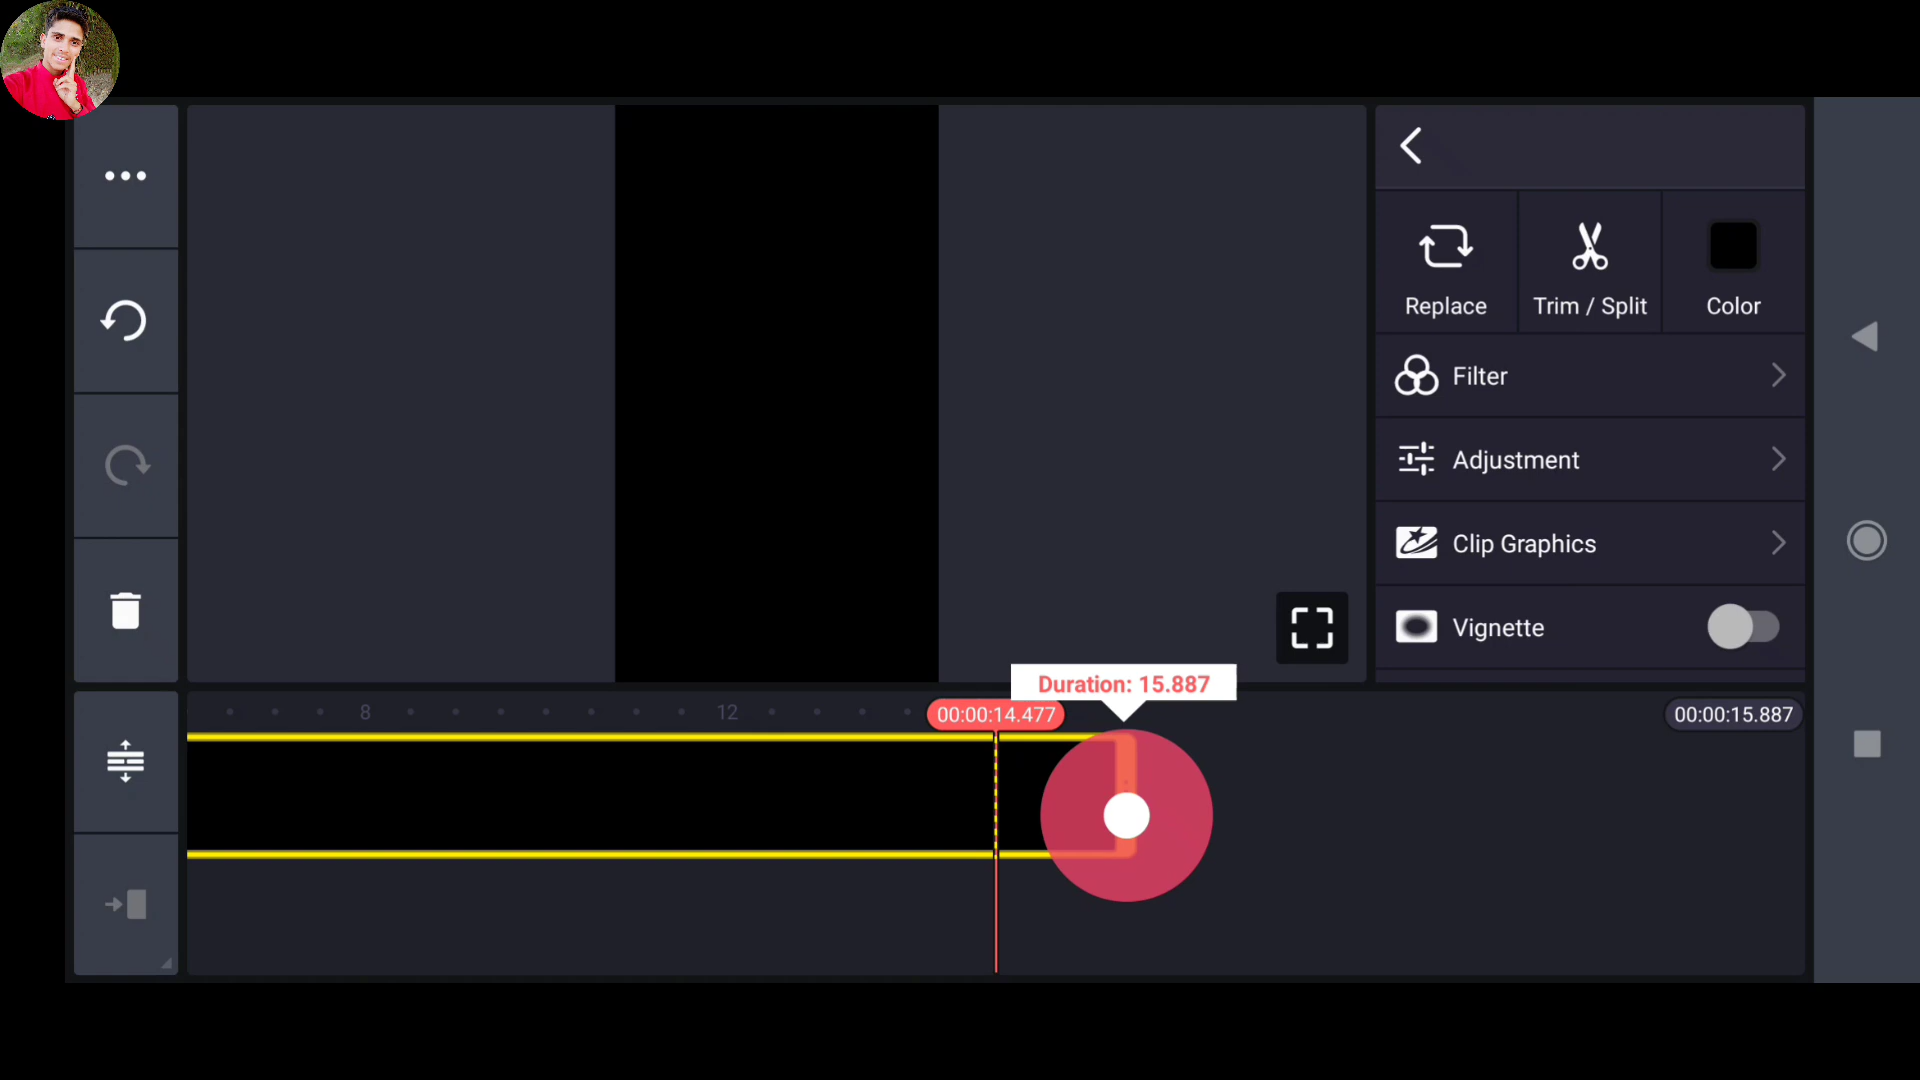 Replace
Trim / Split
Color
Filter
Adjustment
Clip Graphics
Vignette
Duration: 15.887
8
12
00:00:14.477
00:00:15.887